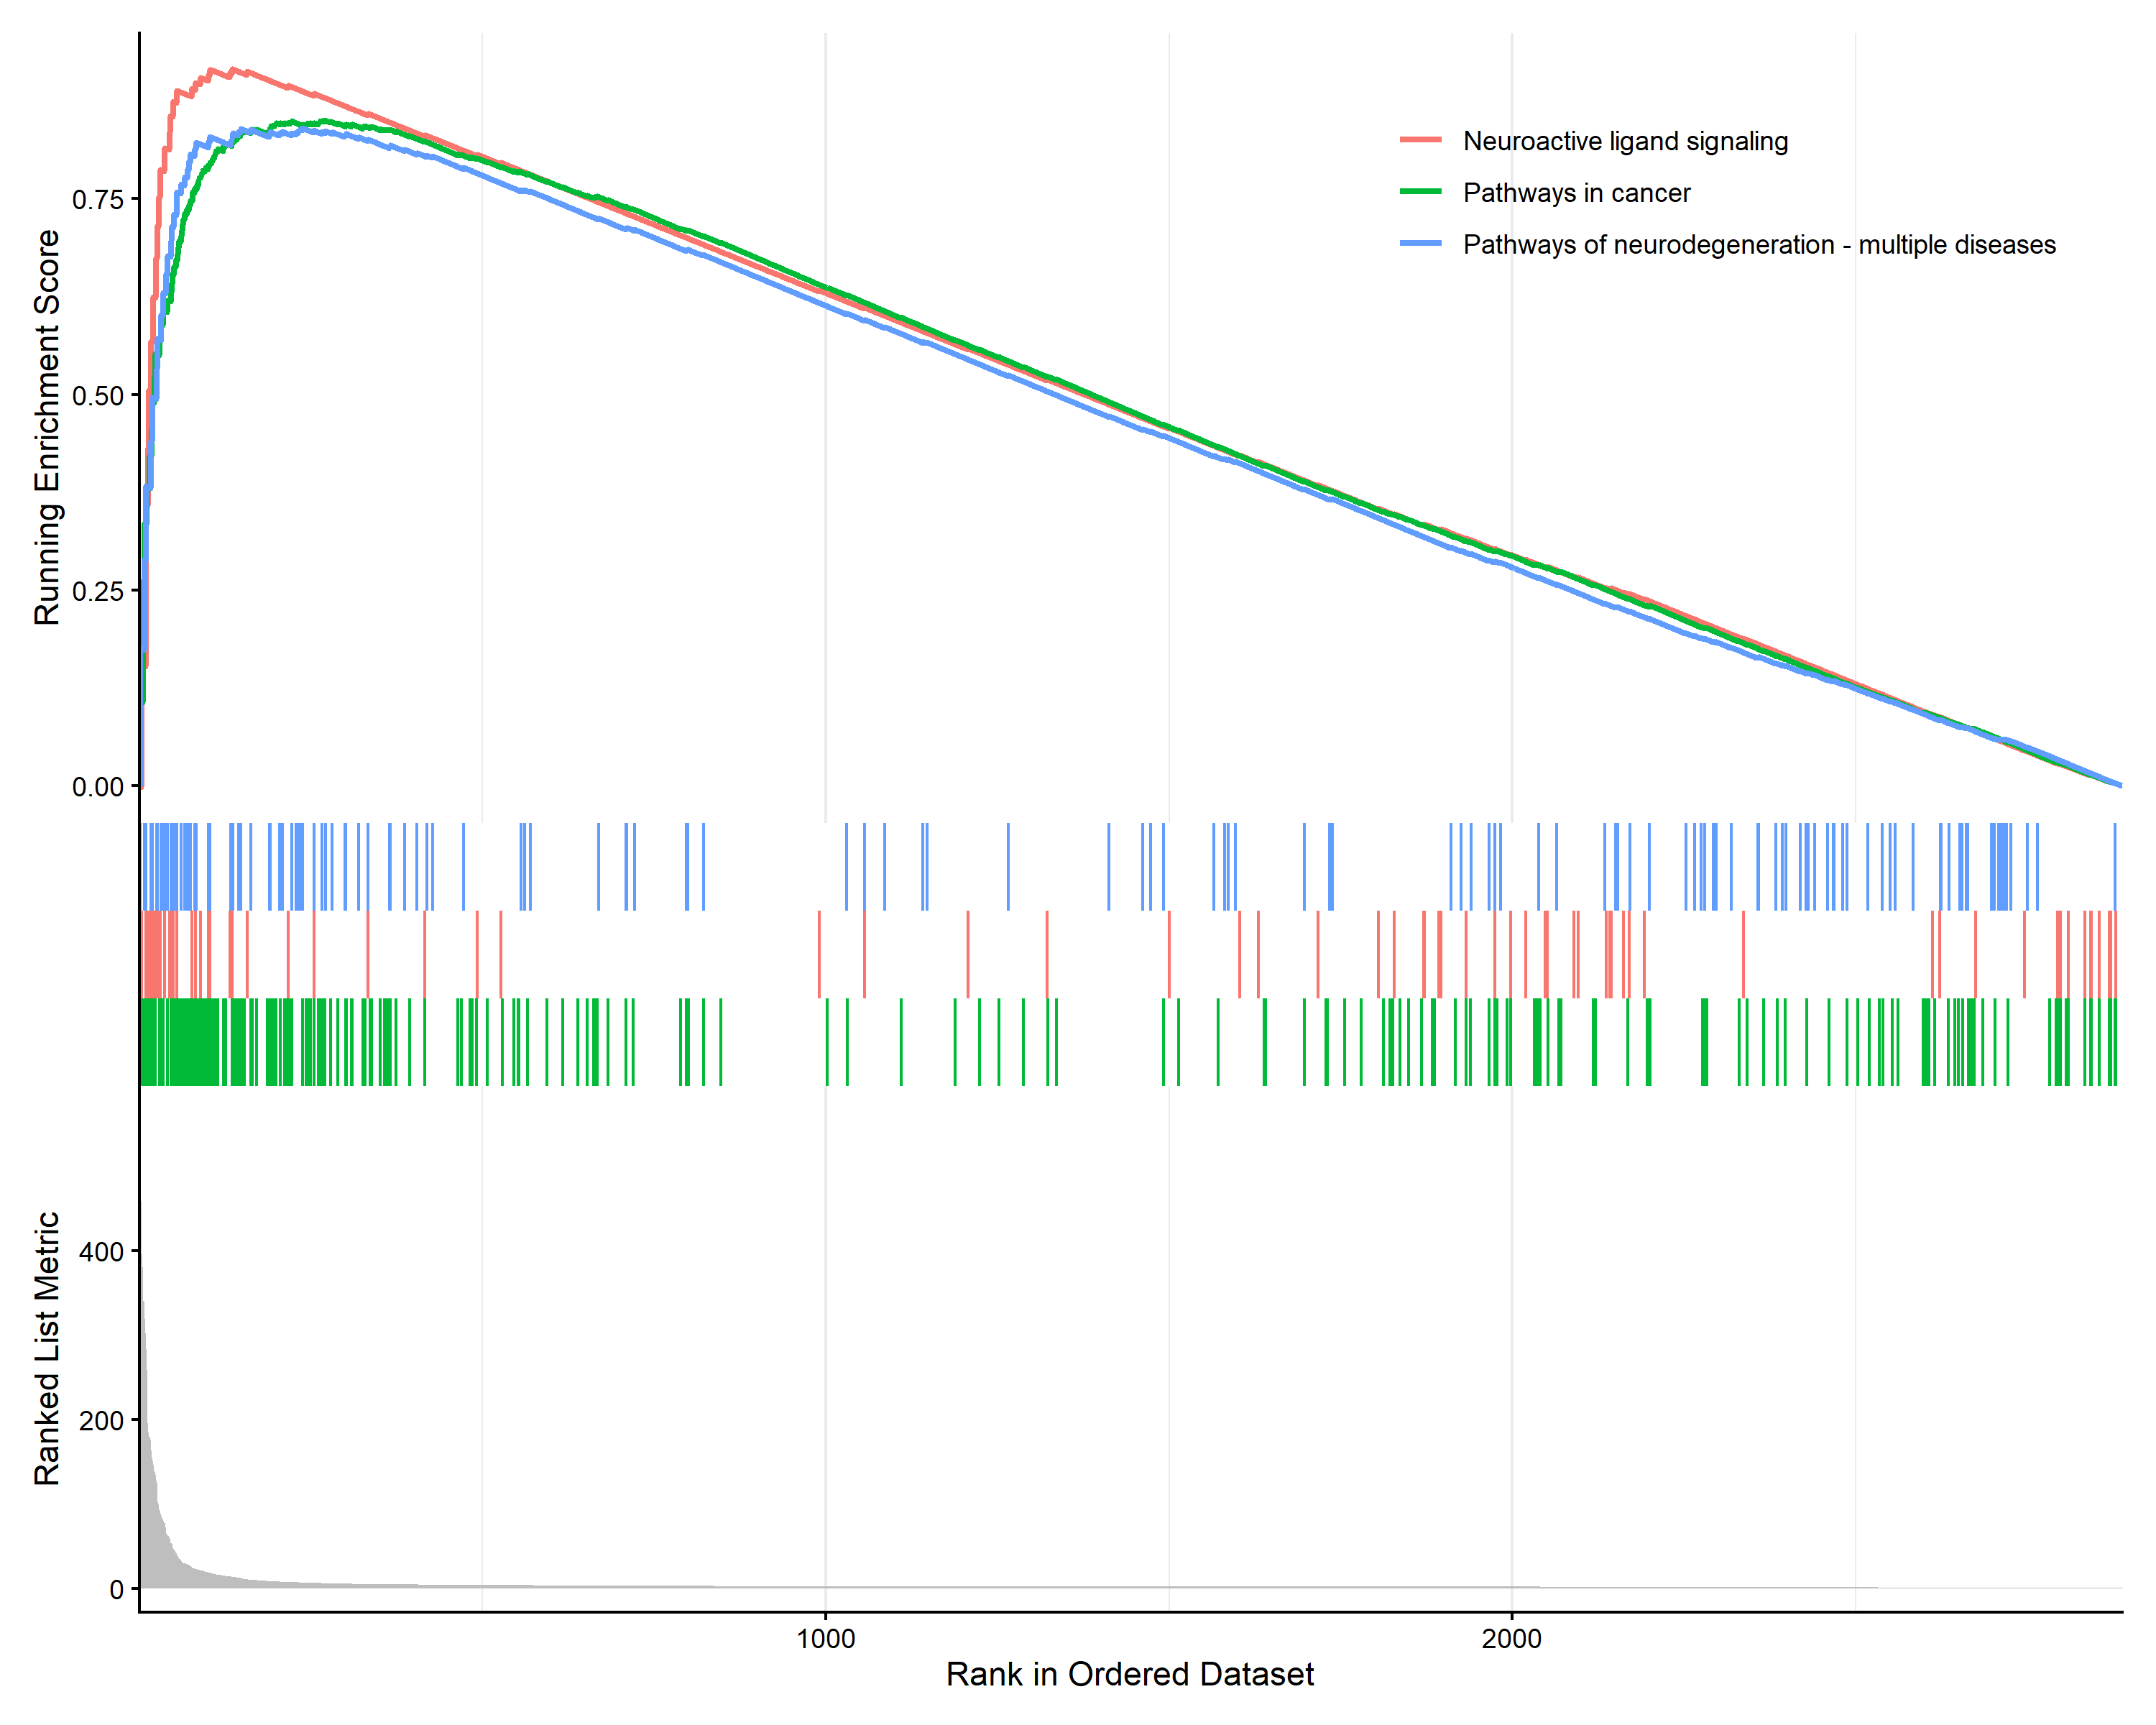 Running Enrichment Score
0.75
0.50
0.25
0.00
Neuroactive ligand signaling
Pathways in cancer
Pathways of neurodegeneration - multiple diseases
Ranked List Metric
400
200
0
1000
2000
Rank in Ordered Dataset